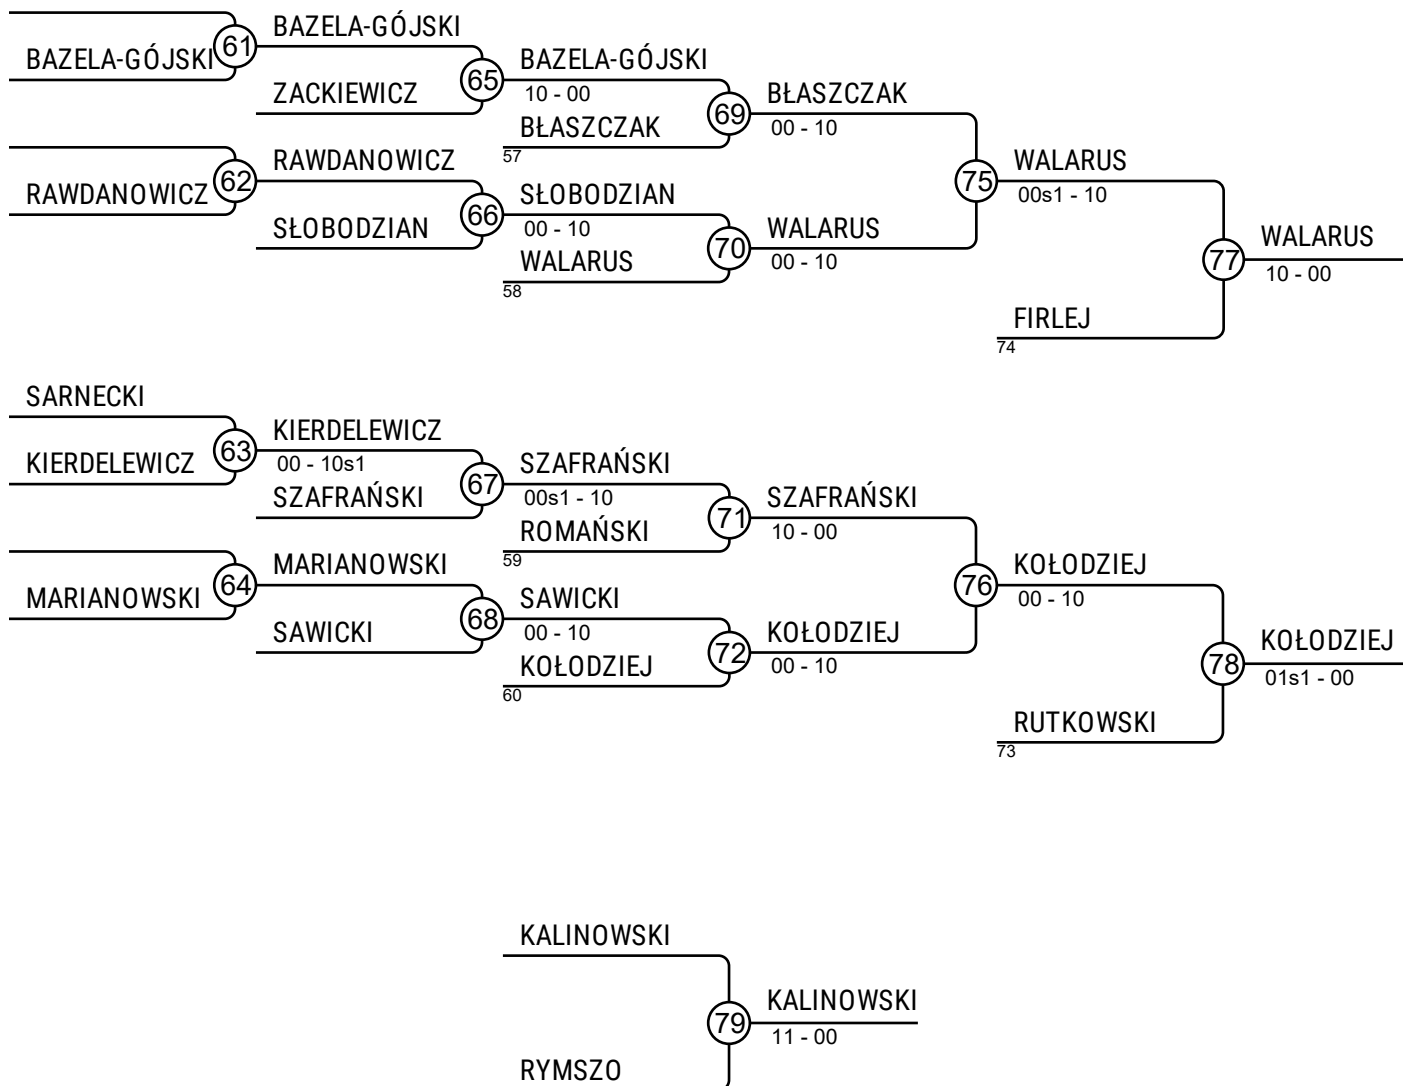 BAZELA-GÓJSKI
61
BAZELA-GÓJSKI
ZACKIEWICZ
65
BAZELA-GÓJSKI
10 - 00
BŁASZCZAK
57
69
BŁASZCZAK
00 - 10
RAWDANOWICZ
62
RAWDANOWICZ
SŁOBODZIAN
66
SŁOBODZIAN
00 - 10
WALARUS
58
70
WALARUS
00 - 10
75
WALARUS
00s1 - 10
FIRLEJ
74
77
WALARUS
10 - 00
SARNECKI
KIERDELEWICZ
63
KIERDELEWICZ
00 - 10s1
SZAFRAŃSKI
67
SZAFRAŃSKI
00s1 - 10
ROMAŃSKI
59
71
SZAFRAŃSKI
10 - 00
MARIANOWSKI
64
MARIANOWSKI
SAWICKI
68
SAWICKI
00 - 10
KOŁODZIEJ
60
72
KOŁODZIEJ
00 - 10
76
KOŁODZIEJ
00 - 10
RUTKOWSKI
73
78
KOŁODZIEJ
01s1 - 00
KALINOWSKI
RYMSZO
79
KALINOWSKI
11 - 00